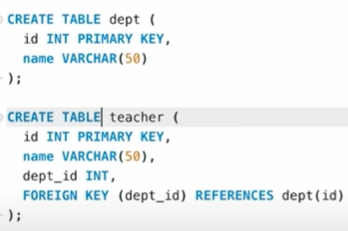 CREATE TABLE dept (
id INT PRIMARY KEY,
name VARCHAR(50)
);
CREATE TABLE teacher (
id INT PRIMARY KEY,
name VARCHAR(50),
dept_id INT,
FOREIGN KEY (dept_id) REFERENCES dept(id)
);